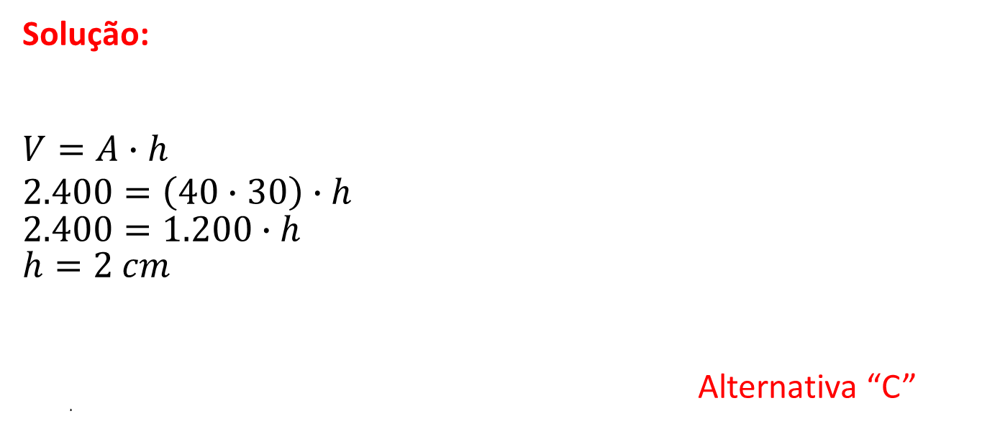 Solução:
V = A · h
2.400 = (40 · 30) · h
2.400 = 1.200 · h
h = 2 cm
Alternativa “C”